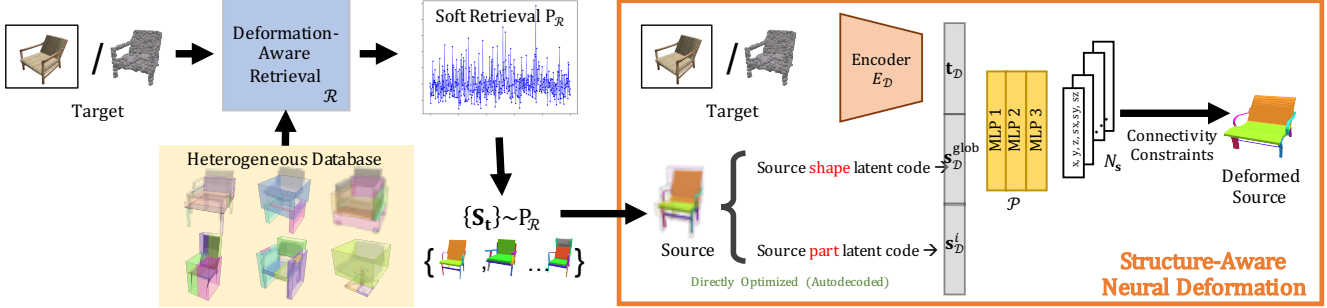 Target
Deformation-
Aware
Retrieval
ℛ
Heterogeneous Database
Soft Retrieval P_ℛ
{S_t}~P_ℛ
{ , … }
Target
Encoder
E_𝒟
Source
Source shape latent code →
Source part latent code →
Directly Optimized (Autodecoded)
t_𝒟
s_𝒟^glob
s_𝒟^i
MLP 1
MLP 2
MLP 3
𝒫
x, y, z, sx, sy, sz
N_s
Connectivity
Constraints
Deformed
Source
Structure-Aware
Neural Deformation